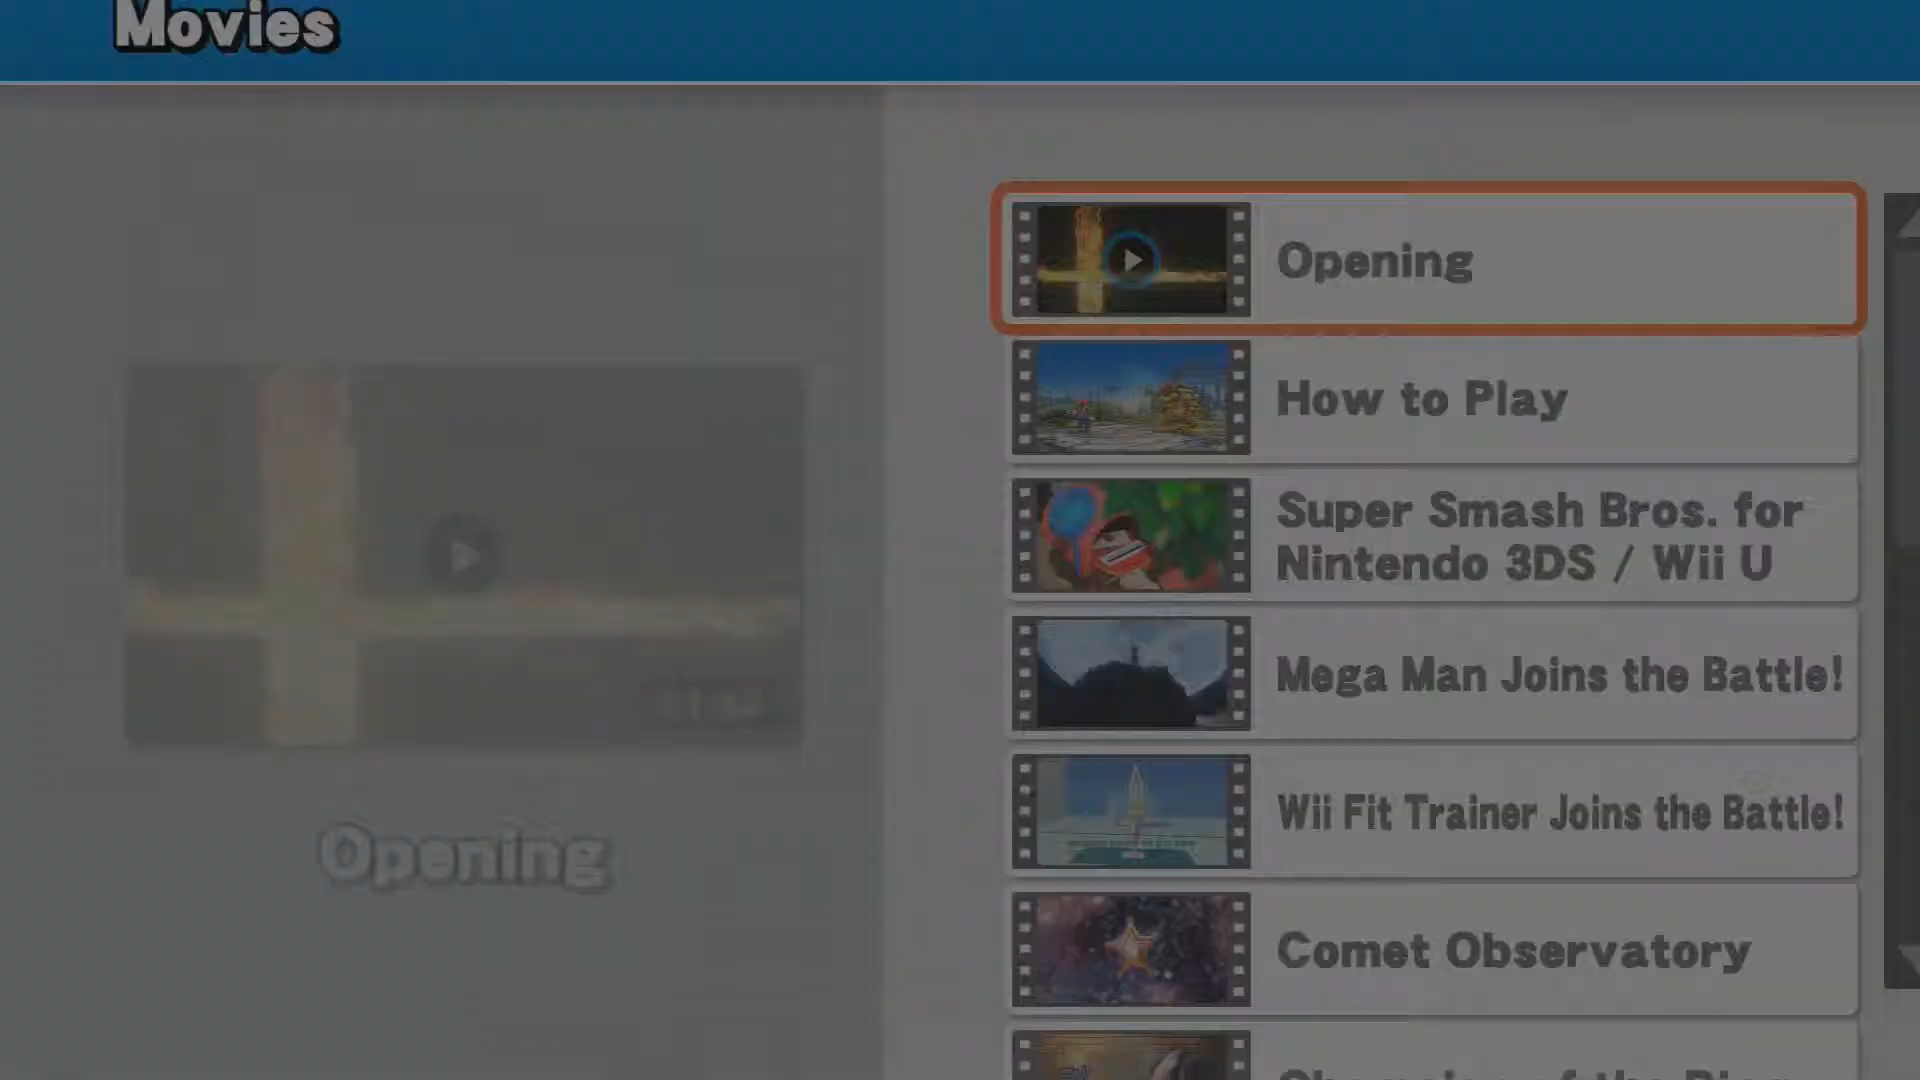 Movies
Opening
How to Play
Super Smash Bros. for
Nintendo 3DS / Wii U
Mega Man Joins the Battle!
Wii Fit Trainer Joins the Battle!
Comet Observatory
Opening